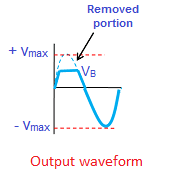 Removed
portion
+ Vmax
VB
- Vmax
Output waveform